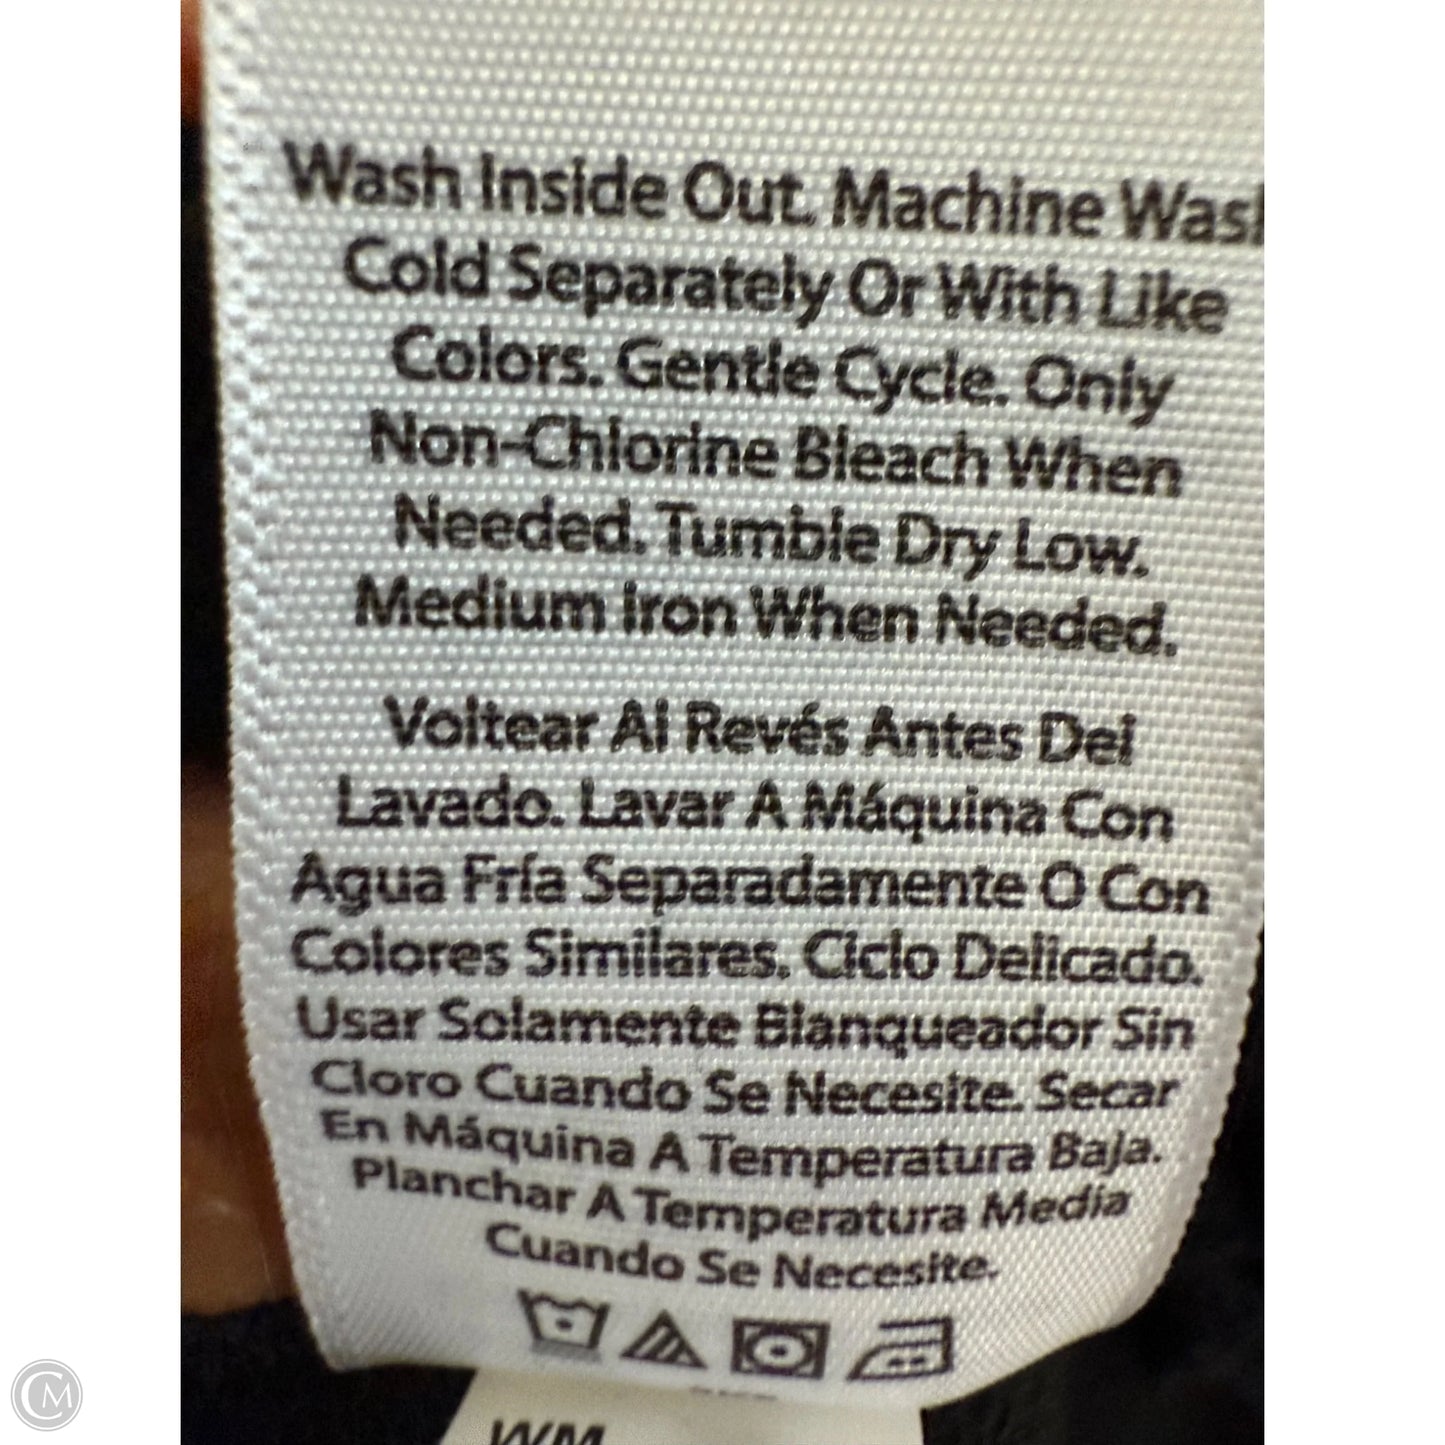 Wash Inside Out. Machine Wash
Cold Separately Or With Like
Colors. Gentle Cycle. Only
Non-Chlorine Bleach When
Needed. Tumble Dry Low.
Medium Iron When Needed.
Voltear Al Revés Antes Del
Lavado. Lavar A Máquina Con
Agua Fría Separadamente O Con
Colores Similares. Ciclo Delicado.
Usar Solamente Blanqueador Sin
Cloro Cuando Se Necesite. Secar
En Máquina A Temperatura Baja.
Planchar A Temperatura Media
Cuando Se Necesite.
WM
CM